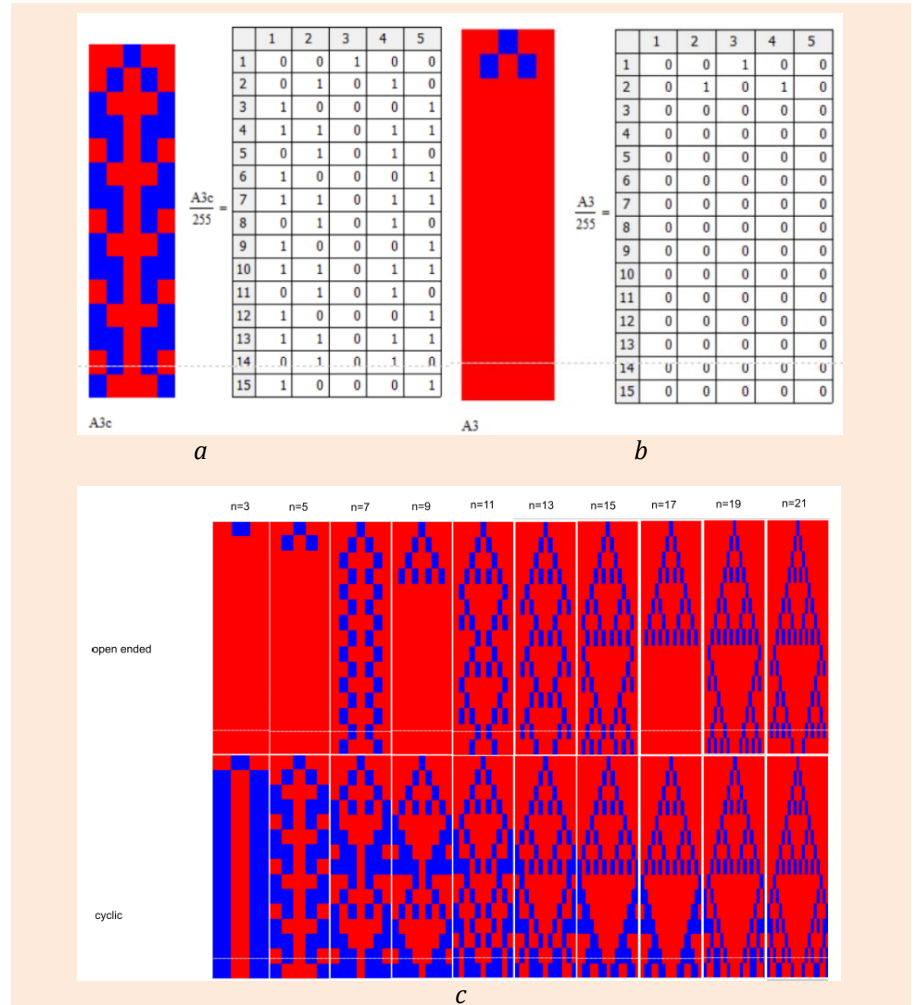 1 2 3 4 5
1 0 0 1 0 0
2 0 1 0 1 0
3 1 0 0 0 1
4 1 1 0 1 1
5 0 1 0 1 0
6 1 0 0 0 1
7 1 1 0 1 1
8 0 1 0 1 0
9 1 0 0 0 1
10 1 1 0 1 1
11 0 1 0 1 0
12 1 0 0 0 1
13 1 1 0 1 1
14 0 1 0 1 0
15 1 0 0 0 1
A3c
255
=
A3c
a
1 2 3 4 5
1 0 0 1 0 0
2 0 1 0 1 0
3 0 0 0 0 0
4 0 0 0 0 0
5 0 0 0 0 0
6 0 0 0 0 0
7 0 0 0 0 0
8 0 0 0 0 0
9 0 0 0 0 0
10 0 0 0 0 0
11 0 0 0 0 0
12 0 0 0 0 0
13 0 0 0 0 0
14 0 0 0 0 0
15 0 0 0 0 0
A3
255
=
A3
b
n=3 n=5 n=7 n=9 n=11 n=13 n=15 n=17 n=19 n=21
open ended
cyclic
c